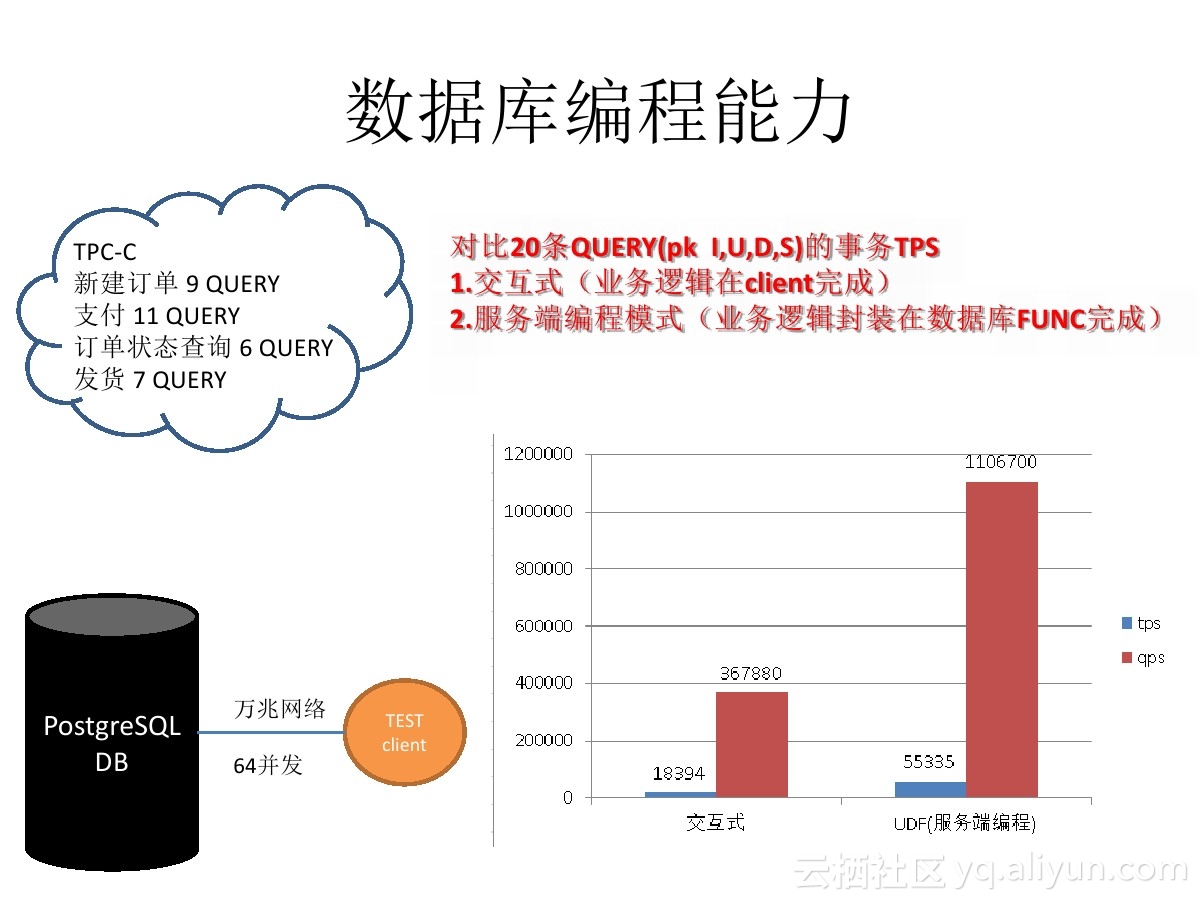 数据库编程能力
TPC-C
新建订单 9 QUERY
支付 11 QUERY
订单状态查询 6 QUERY
发货 7 QUERY
对比20条QUERY(pk I,U,D,S)的事务TPS
1.交互式（业务逻辑在client完成）
2.服务端编程模式（业务逻辑封装在数据库FUNC完成）
PostgreSQL
DB
万兆网络
64并发
TEST
client
1200000
1000000
800000
600000
400000
200000
0
18394
367880
55335
1106700
交互式
UDF(服务端编程)
tps
qps
云栖社区 yq.aliyun.com